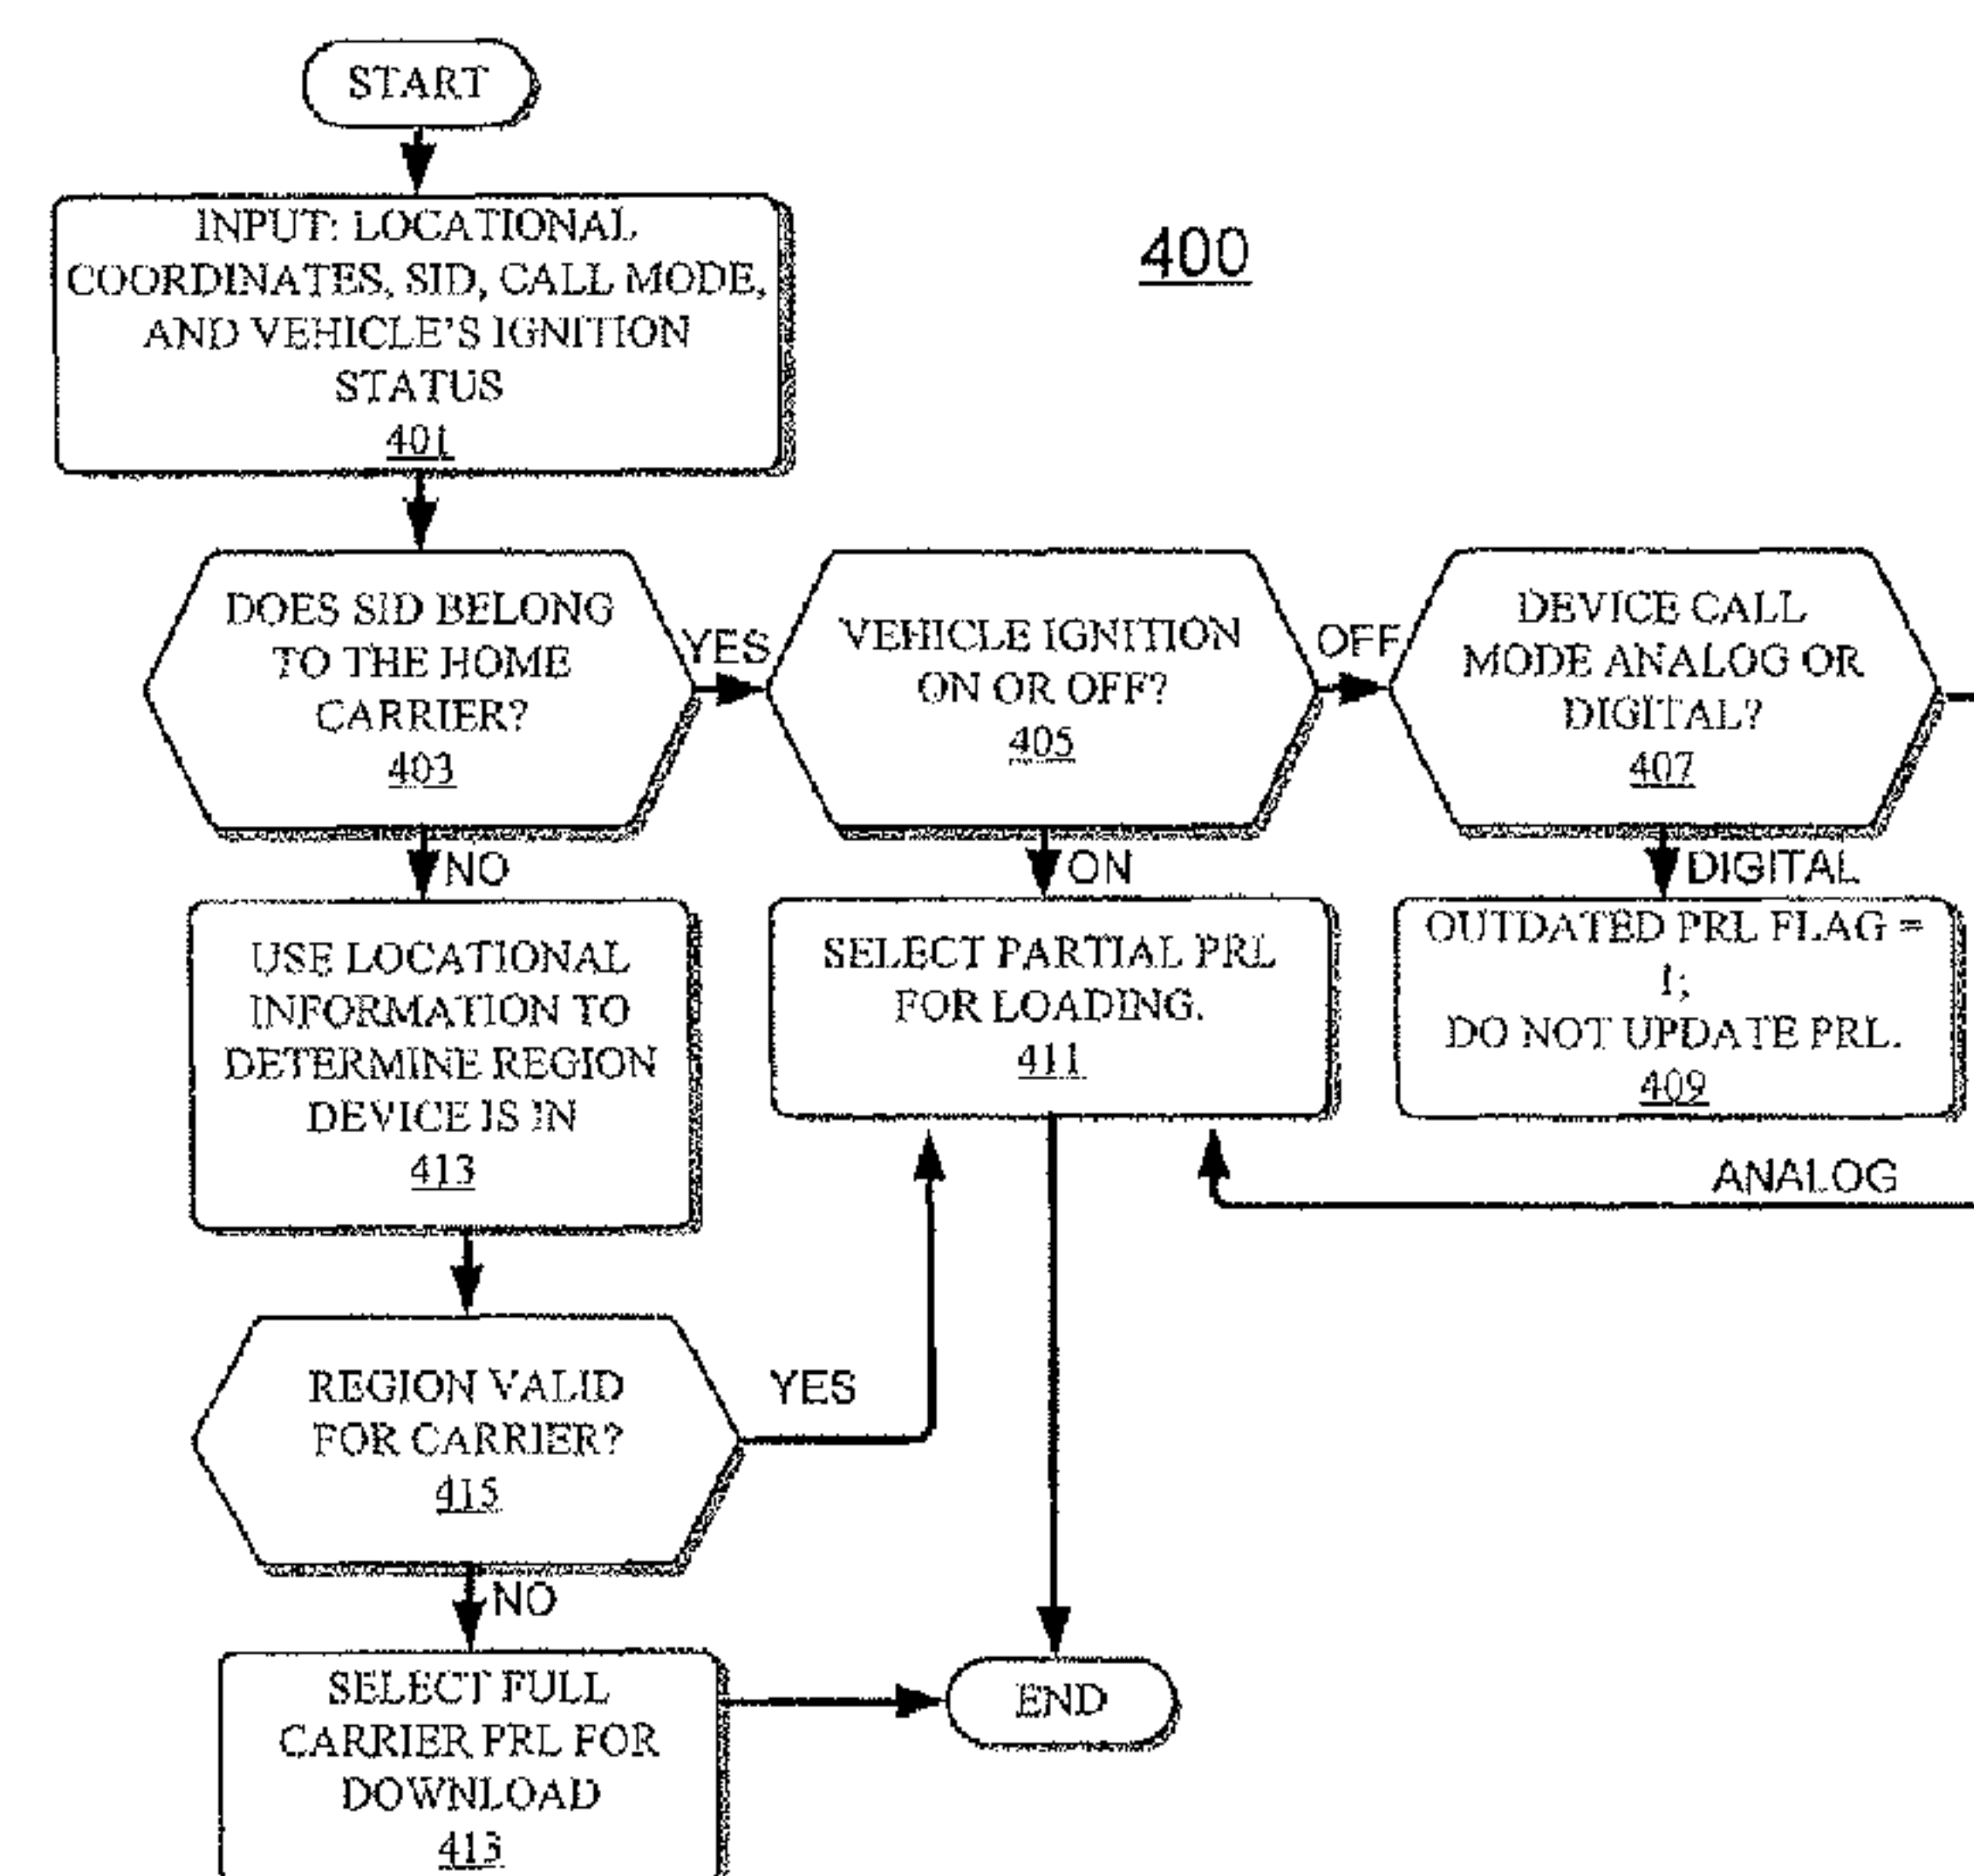 START
INPUT: LOCATIONAL
COORDINATES, SID, CALL MODE,
AND VEHICLE'S IGNITION
STATUS
401
400
DOES SID BELONG
TO THE HOME
CARRIER?
403
YES
VEHICLE IGNITION
ON OR OFF?
405
OFF
DEVICE CALL
MODE ANALOG OR
DIGITAL?
407
NO
ON
DIGITAL
USE LOCATIONAL
INFORMATION TO
DETERMINE REGION
DEVICE IS IN
413
SELECT PARTIAL PRL
FOR LOADING.
411
OUTDATED PRL FLAG =
1;
DO NOT UPDATE PRL.
409
ANALOG
REGION VALID
FOR CARRIER?
415
YES
NO
SELECT FULL
CARRIER PRL FOR
DOWNLOAD
413
END